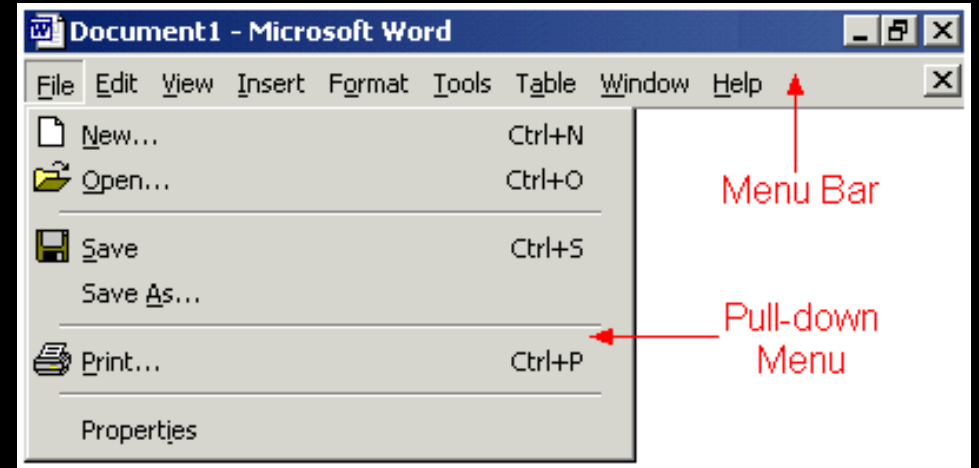 Document1 - Microsoft Word
File Edit View Insert Format Tools Table Window Help
New... Ctrl+N
Open... Ctrl+O
Menu Bar
Save Ctrl+S
Save As...
Pull-down
Menu
Print... Ctrl+P
Properties